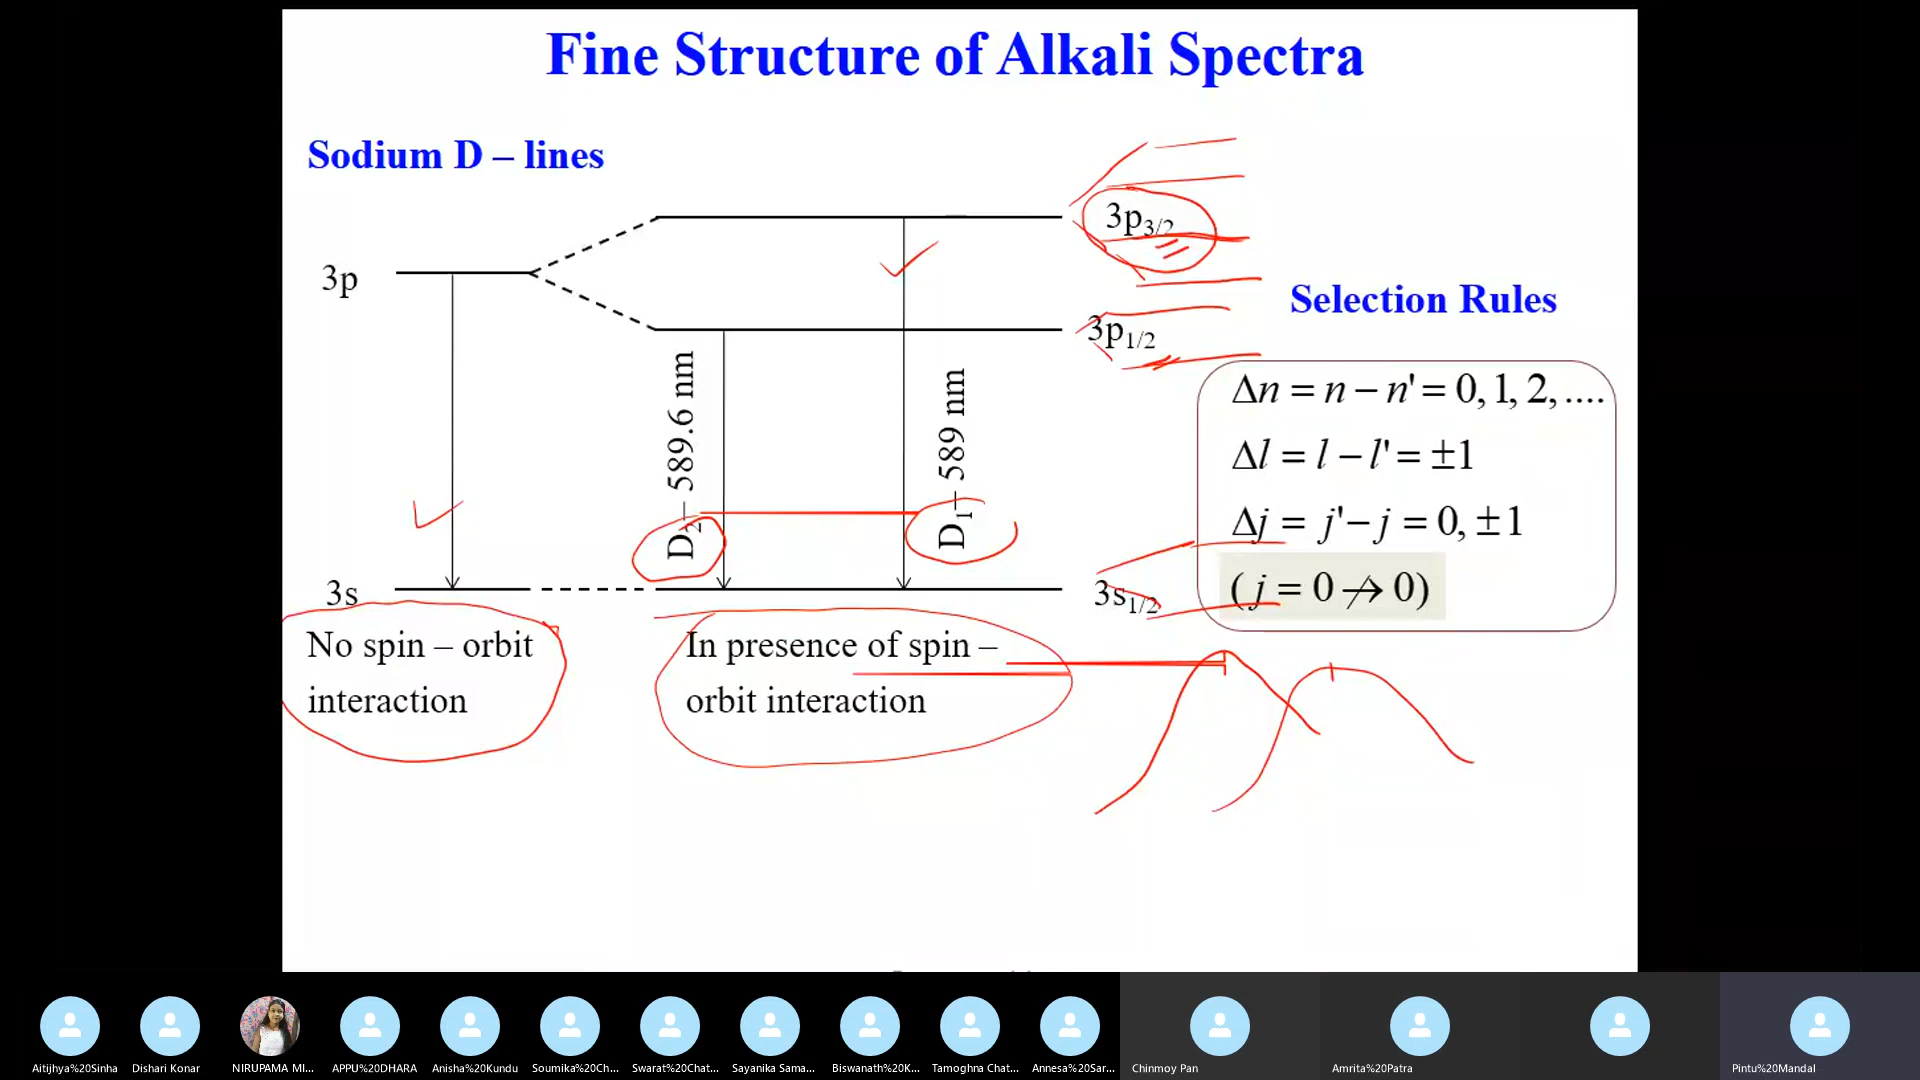 Fine Structure of Alkali Spectra
Sodium D – lines
3p
3p3/2
3p1/2
D2– 589.6 nm
D1– 589 nm
3s
3s1/2
No spin – orbit
interaction
In presence of spin –
orbit interaction
Selection Rules
Δn = n − n' = 0, 1, 2, ....
Δl = l − l' = ±1
Δj = j' − j = 0, ±1
( j = 0 ↛ 0)
Aitijhya%20Sinha
Dishari Konar
NIRUPAMA MI...
APPU%20DHARA
Anisha%20Kundu
Soumika%20Ch...
Swarat%20Chat...
Sayanika Sama...
Biswanath%20K...
Tamoghna Chat...
Annesa%20Sar...
Chinmoy Pan
Amrita%20Patra
Pintu%20Mandal